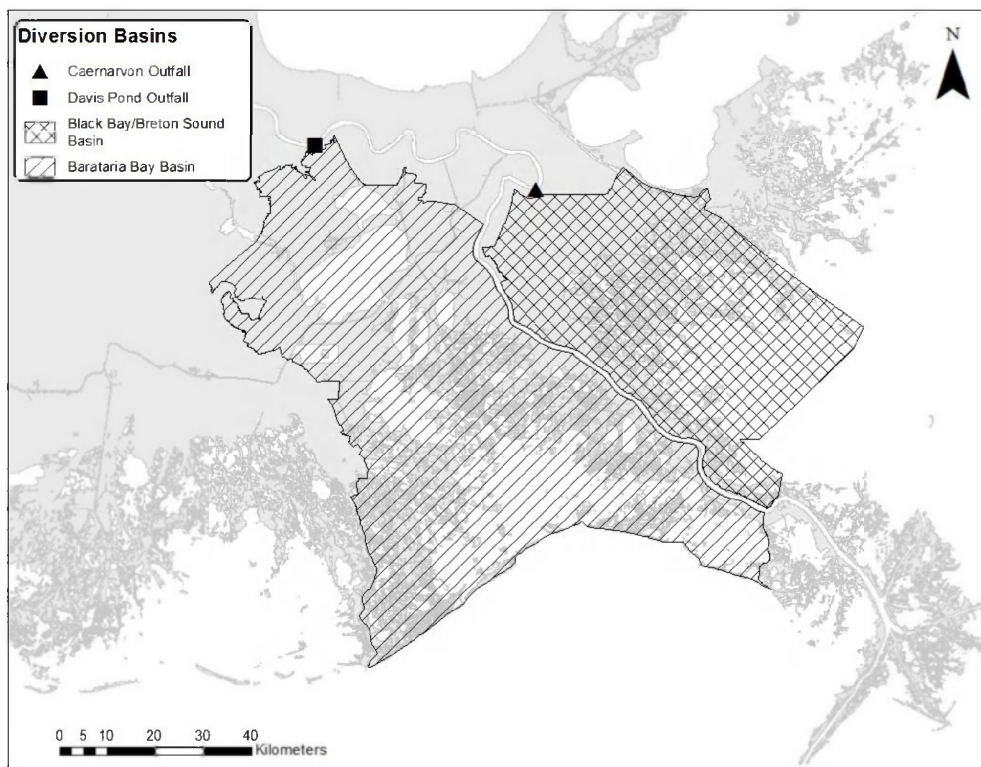 Diversion Basins
Caernarvon Outfall
Davis Pond Outfall
Black Bay/Breton Sound
Basin
Barataria Bay Basin
N
0 5 10 20 30 40
Kilometers